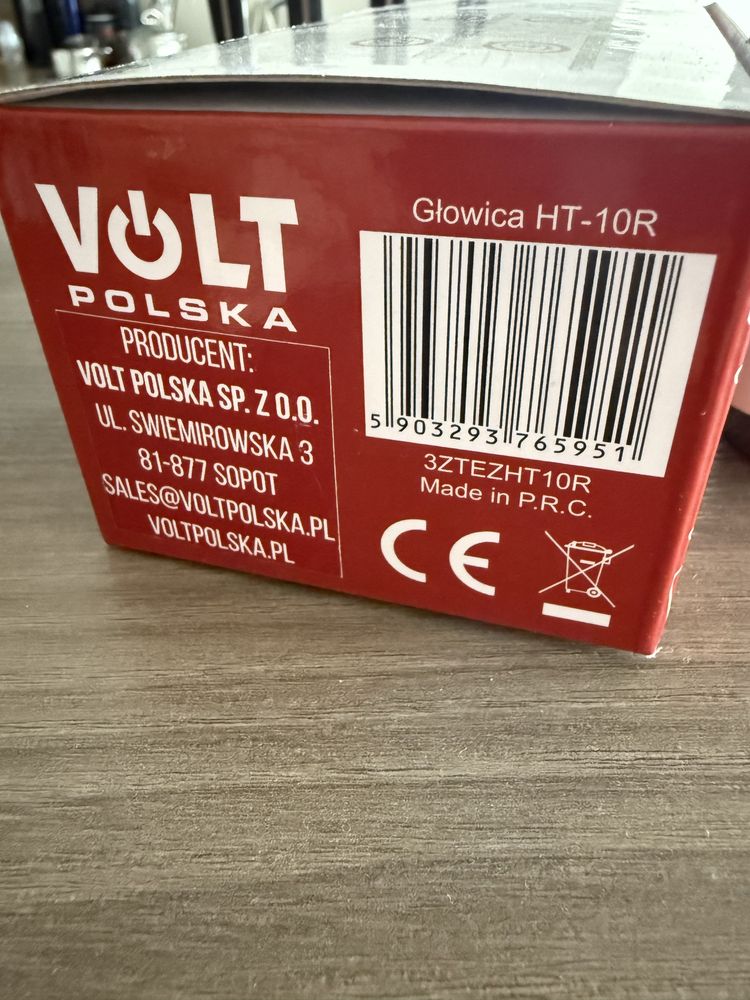 VOLT
POLSKA
PRODUCENT:
VOLT POLSKA SP. Z O.O.
UL. SWIEMIROWSKA 3
81-877 SOPOT
SALES@VOLTPOLSKA.PL
VOLTPOLSKA.PL
Głowica HT-10R
5 903293 765951
3ZTEZHT10R
Made in P.R.C.
CE